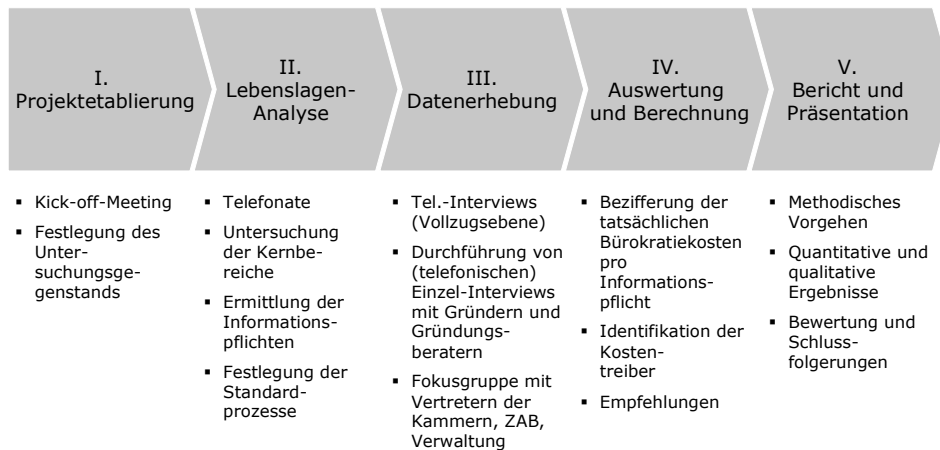 I.
Projektetablierung
II.
Lebenslagen-
Analyse
III.
Datenerhebung
IV.
Auswertung
und Berechnung
V.
Bericht und
Präsentation
▪ Kick-off-Meeting
▪ Festlegung des
Unter-
suchungsge-
genstands
▪ Telefonate
▪ Untersuchung
der Kernbe-
reiche
▪ Ermittlung der
Informations-
pflichten
▪ Festlegung der
Standard-
prozesse
▪ Tel.-Interviews
(Vollzugsebene)
▪ Durchführung von
(telefonischen)
Einzel-Interviews
mit Gründern und
Gründungs-
beratern
▪ Fokusgruppe mit
Vertretern der
Kammern, ZAB,
Verwaltung
▪ Bezifferung der
tatsächlichen
Bürokratiekosten
pro
Informations-
pflicht
▪ Identifikation der
Kosten-
treiber
▪ Empfehlungen
▪ Methodisches
Vorgehen
▪ Quantitative und
qualitative
Ergebnisse
▪ Bewertung und
Schluss-
folgerungen